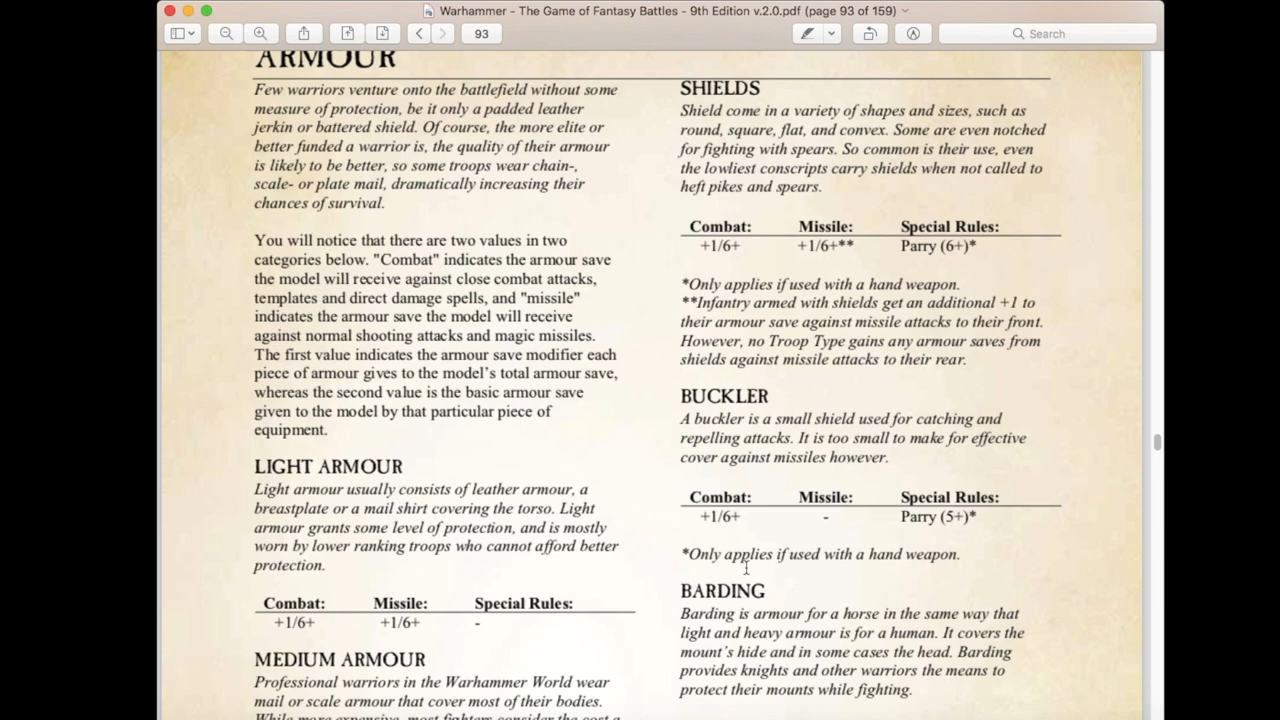 Warhammer - The Game of Fantasy Battles - 9th Edition v.2.0.pdf (page 93 of 159)
93
Search
ARMOUR
Few warriors venture onto the battlefield without some
measure of protection, be it only a padded leather
jerkin or battered shield. Of course, the more elite or
better funded a warrior is, the quality of their armour
is likely to be better, so some troops wear chain-,
scale- or plate mail, dramatically increasing their
chances of survival.
You will notice that there are two values in two
categories below. "Combat" indicates the armour save
the model will receive against close combat attacks,
templates and direct damage spells, and "missile"
indicates the armour save the model will receive
against normal shooting attacks and magic missiles.
The first value indicates the armour save modifier each
piece of armour gives to the model's total armour save,
whereas the second value is the basic armour save
given to the model by that particular piece of
equipment.
LIGHT ARMOUR
Light armour usually consists of leather armour, a
breastplate or a mail shirt covering the torso. Light
armour grants some level of protection, and is mostly
worn by lower ranking troops who cannot afford better
protection.
Combat: Missile: Special Rules:
+1/6+ +1/6+ -
MEDIUM ARMOUR
Professional warriors in the Warhammer World wear
mail or scale armour that cover most of their bodies.
While more expensive, most fighters consider the cost a
SHIELDS
Shield come in a variety of shapes and sizes, such as
round, square, flat, and convex. Some are even notched
for fighting with spears. So common is their use, even
the lowliest conscripts carry shields when not called to
heft pikes and spears.
Combat: Missile: Special Rules:
+1/6+ +1/6+** Parry (6+)*
*Only applies if used with a hand weapon.
**Infantry armed with shields get an additional +1 to
their armour save against missile attacks to their front.
However, no Troop Type gains any armour saves from
shields against missile attacks to their rear.
BUCKLER
A buckler is a small shield used for catching and
repelling attacks. It is too small to make for effective
cover against missiles however.
Combat: Missile: Special Rules:
+1/6+ - Parry (5+)*
*Only applies if used with a hand weapon.
BARDING
Barding is armour for a horse in the same way that
light and heavy armour is for a human. It covers the
mount's hide and in some cases the head. Barding
provides knights and other warriors the means to
protect their mounts while fighting.